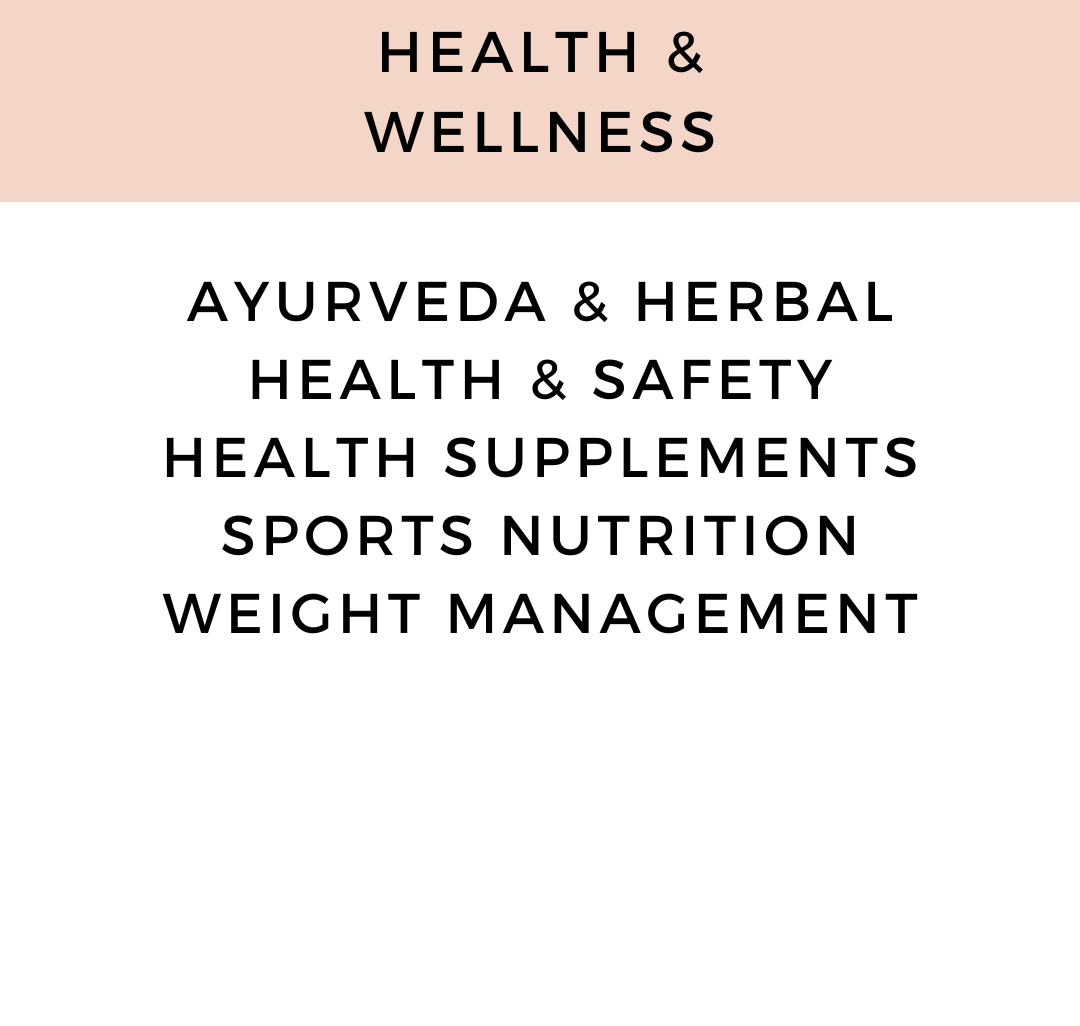 HEALTH &
WELLNESS
AYURVEDA & HERBAL
HEALTH & SAFETY
HEALTH SUPPLEMENTS
SPORTS NUTRITION
WEIGHT MANAGEMENT